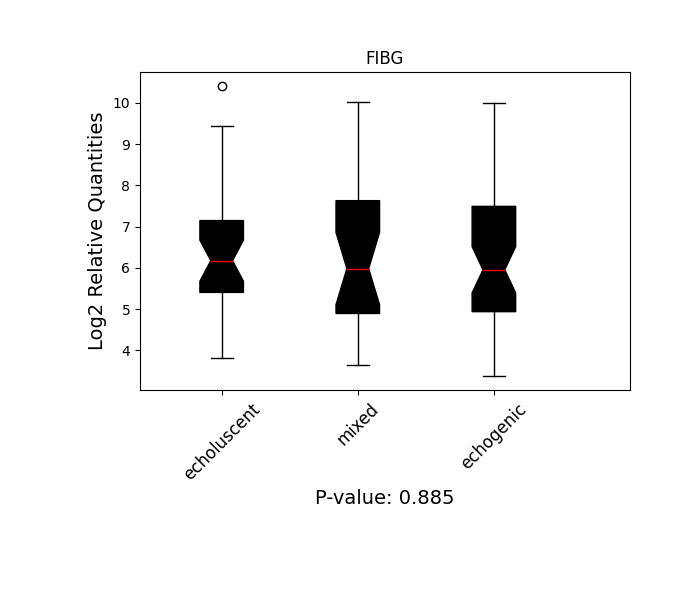 FIBG
Log2 Relative Quantities
10
9
8
7
6
5
4
echoluscent
mixed
echogenic
P-value: 0.885